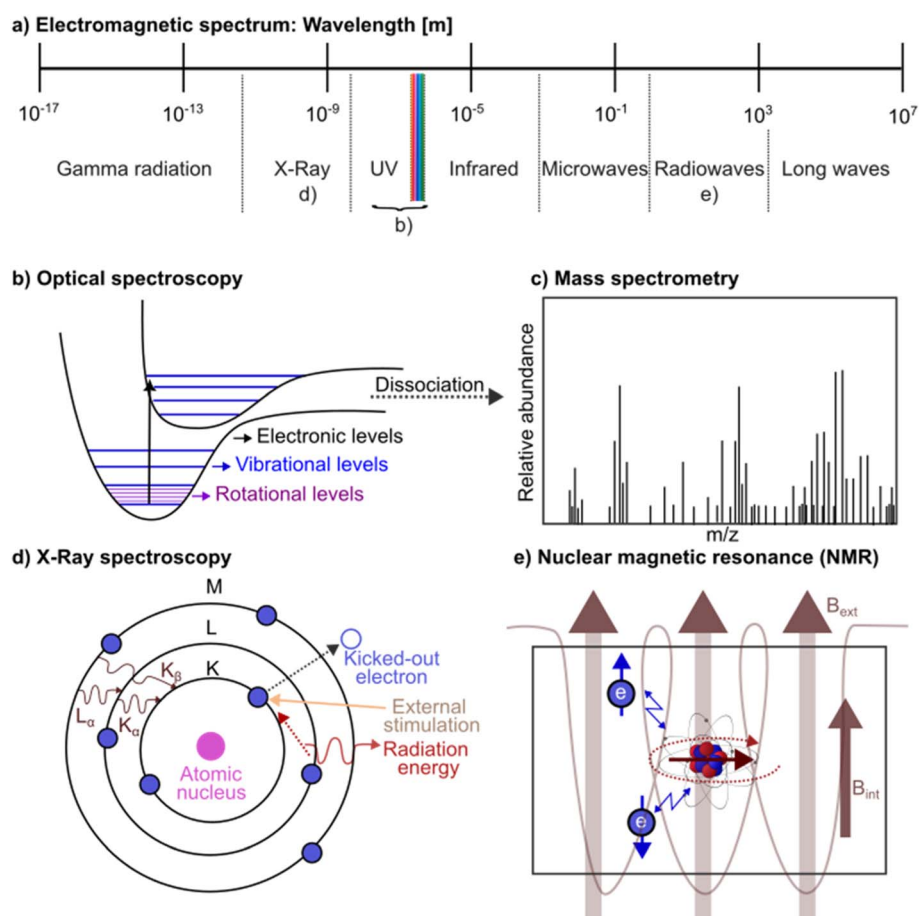 a) Electromagnetic spectrum: Wavelength [m]
10-17 10-13 10-9 10-5 10-1 103 107
Gamma radiation X-Ray UV Infrared Microwaves Radiowaves Long waves
d) e)
b)
b) Optical spectroscopy
Dissociation
Electronic levels
Vibrational levels
Rotational levels
c) Mass spectrometry
Relative abundance
m/z
d) X-Ray spectroscopy
M
L
K
Kβ
Lα Kα
Kicked-out
electron
External
stimulation
Radiation
energy
Atomic
nucleus
e) Nuclear magnetic resonance (NMR)
Bext
e
Bint
e